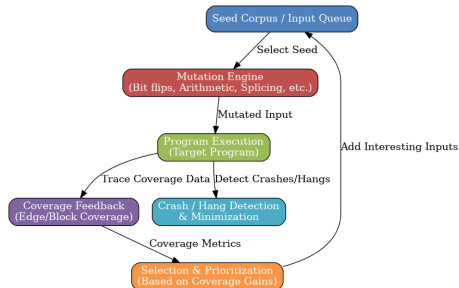 Seed Corpus / Input Queue
Select Seed
Mutation Engine
(Bit flips, Arithmetic, Splicing, etc.)
Mutated Input
Program Execution
(Target Program)
Add Interesting Inputs
Trace Coverage Data
Detect Crashes/Hangs
Coverage Feedback
(Edge/Block Coverage)
Crash / Hang Detection
& Minimization
Coverage Metrics
Selection & Prioritization
(Based on Coverage Gains)